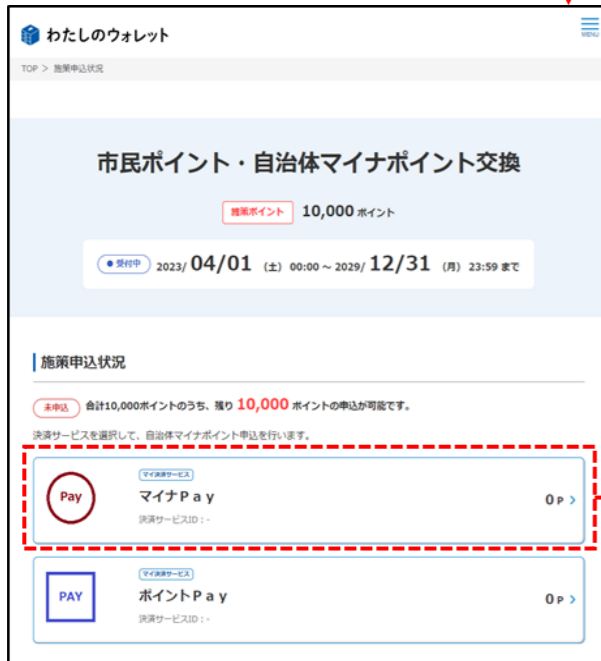 わたしのウォレット
MENU
TOP > 施策申込状況
市民ポイント・自治体マイナポイント交換
施策ポイント 10,000 ポイント
受付中 2023/ 04/01 (土) 00:00 ~ 2029/ 12/31 (月) 23:59 まで
施策申込状況
未申込 合計10,000ポイントのうち、残り 10,000 ポイントの申込が可能です。
決済サービスを選択して、自治体マイナポイント申込を行います。
マイ決済サービス
Pay マイナPay 0 P >
決済サービスID：-
マイ決済サービス
PAY ポイントPay 0 P >
決済サービスID：-